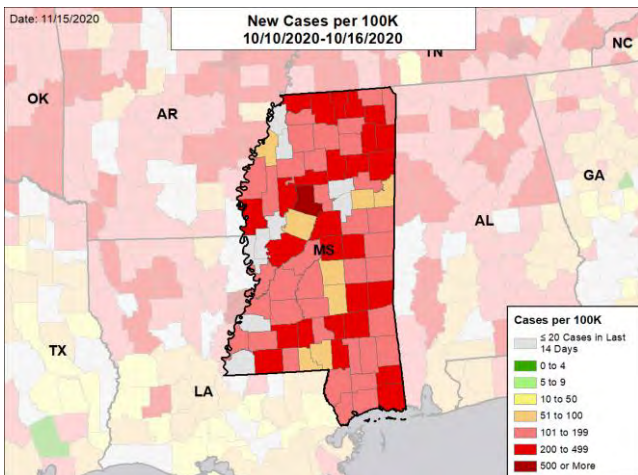 Date: 11/15/2020
New Cases per 100K
10/10/2020-10/16/2020
TN
NC
OK
AR
GA
MS
AL
TX
LA
Cases per 100K
≤ 20 Cases in Last
14 Days
0 to 4
5 to 9
10 to 50
51 to 100
101 to 199
200 to 499
500 or More